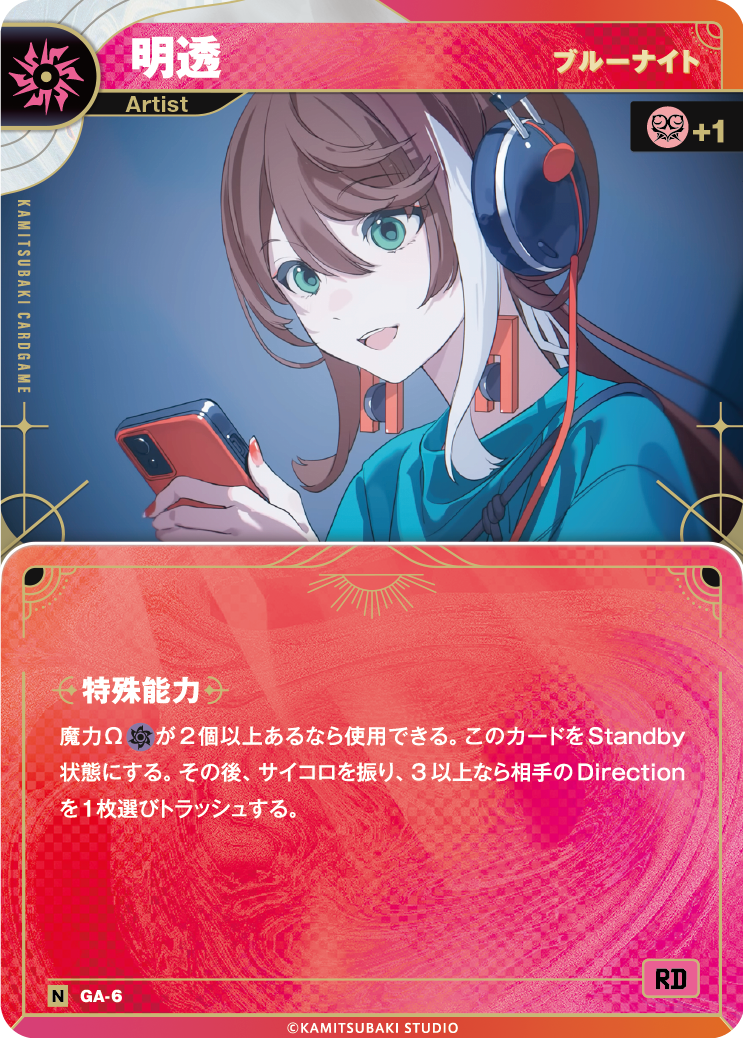 明透
ブルーナイト
Artist
+1
KAMITSUBAKI CARDGAME
特殊能力
魔力Ωが2個以上あるなら使用できる。このカードをStandby
状態にする。その後、サイコロを振り、3以上なら相手のDirection
を1枚選びトラッシュする。
RD
N GA-6
©KAMITSUBAKI STUDIO